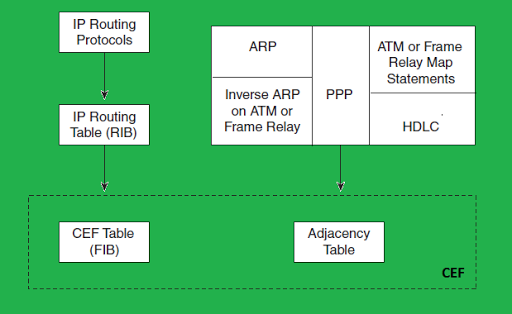 IP Routing
Protocols
IP Routing
Table (RIB)
CEF Table
(FIB)
ARP
Inverse ARP
on ATM or
Frame Relay
PPP
ATM or Frame
Relay Map
Statements
HDLC
Adjacency
Table
CEF